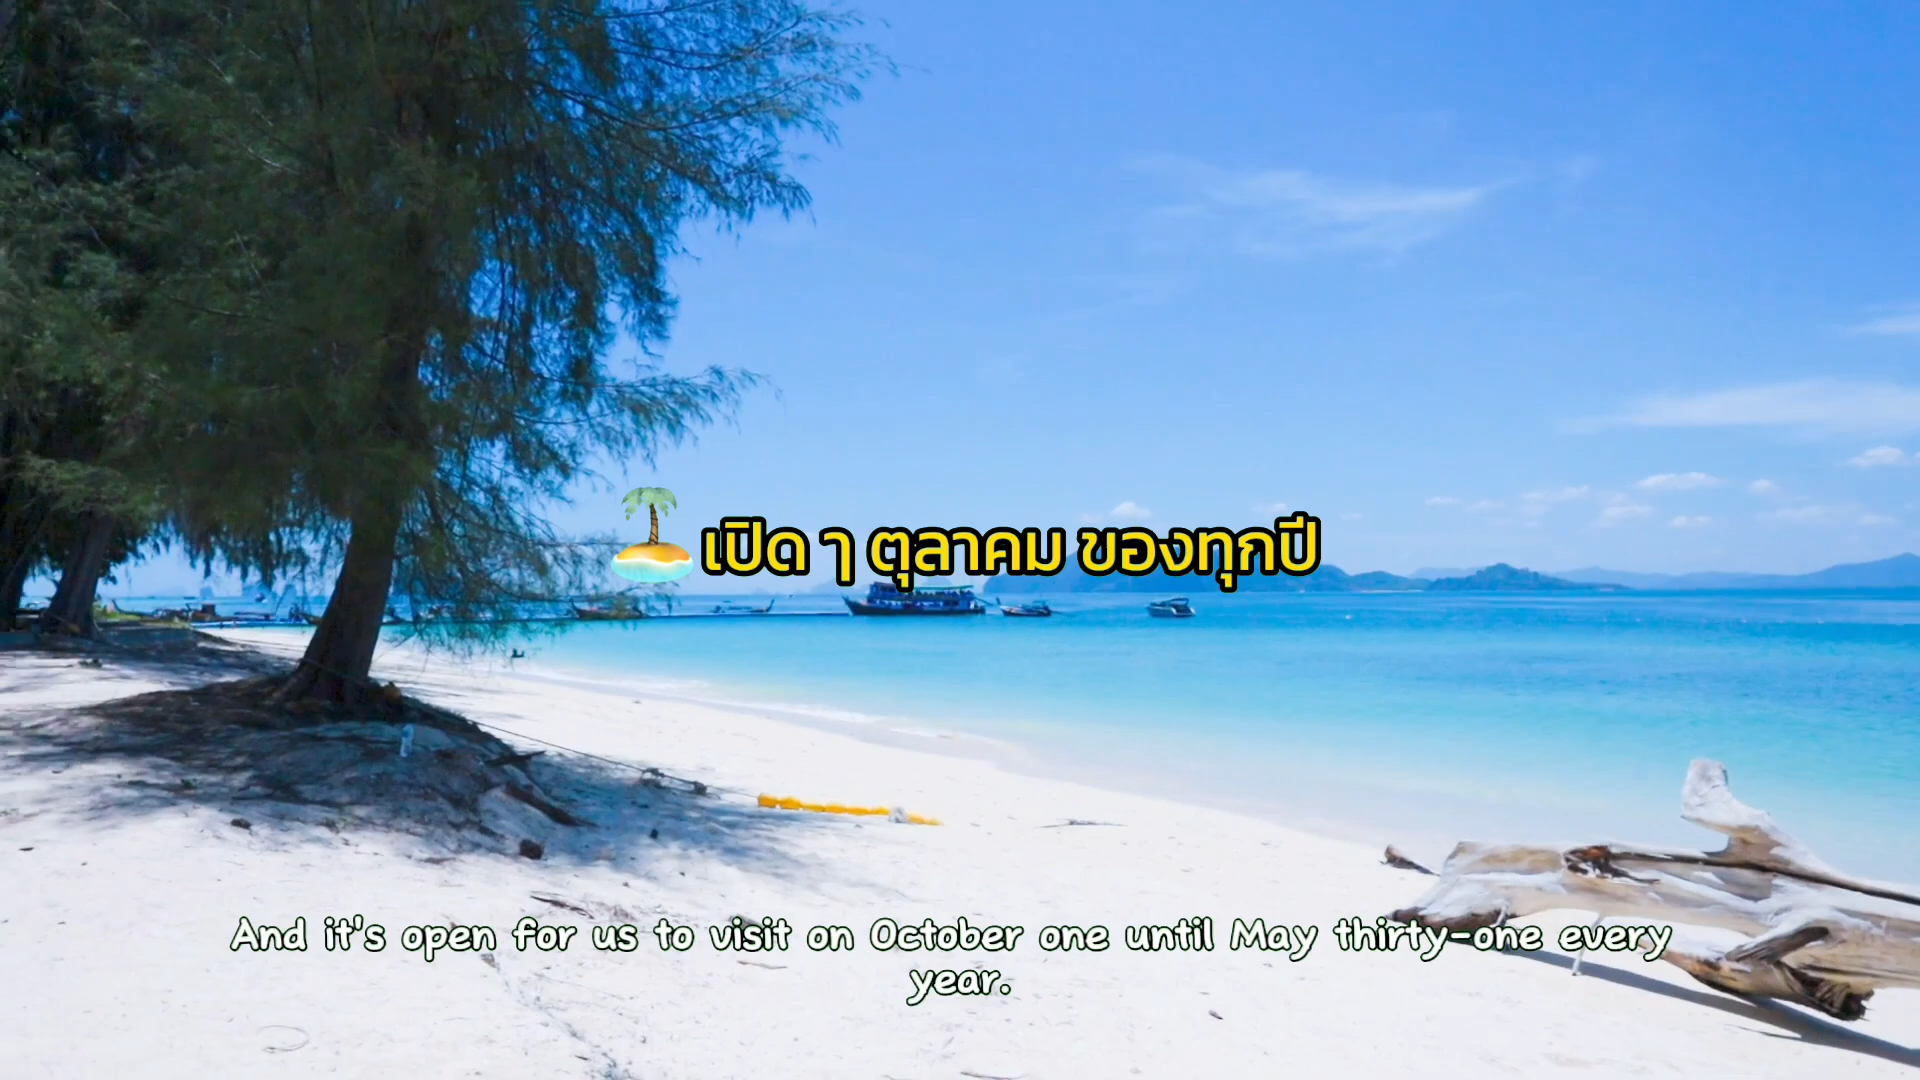 🏝️เปิด ๅ ตุลาคม ของทุกปี
And it's open for us to visit on October one until May thirty-one every
year.